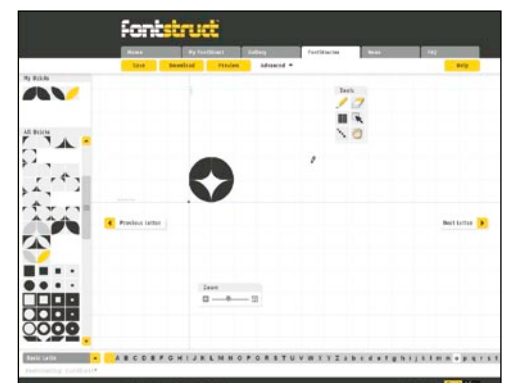 Fontstruct
Home My FontStruct Gallery FontStructor News FAQ
Save Download Preview Advanced Help
My Bricks
Tools
All Bricks
Previous Letter Next Letter
Zoom
Basic Latin A B C D E F G H I J K L M N O P Q R S T U V W X Y Z a b c d e f g h i j k l m n o p q r s t